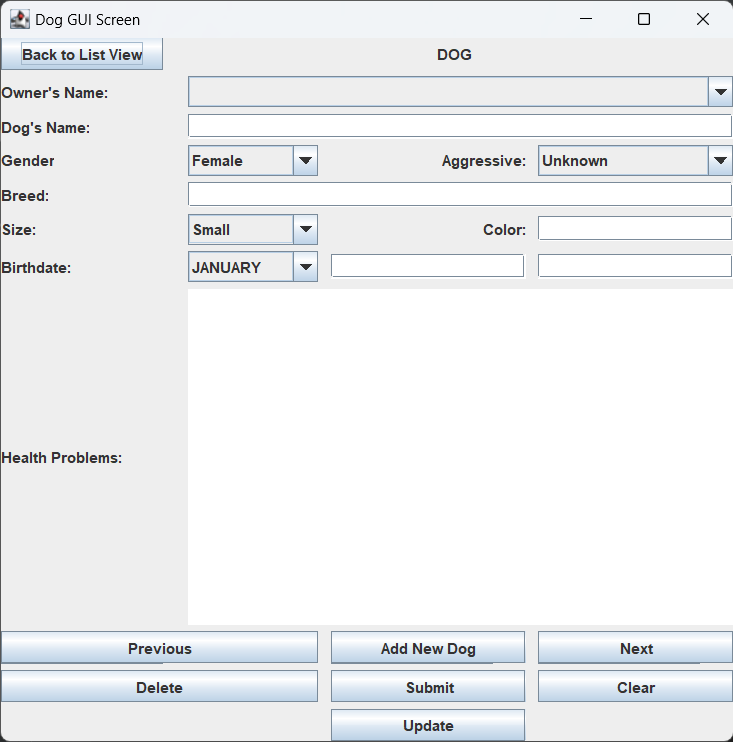 Dog GUI Screen
Back to List View DOG
Owner's Name:
Dog's Name:
Gender Female Aggressive: Unknown
Breed:
Size: Small Color:
Birthdate: JANUARY
Health Problems:
Previous Add New Dog Next
Delete Submit Clear
Update